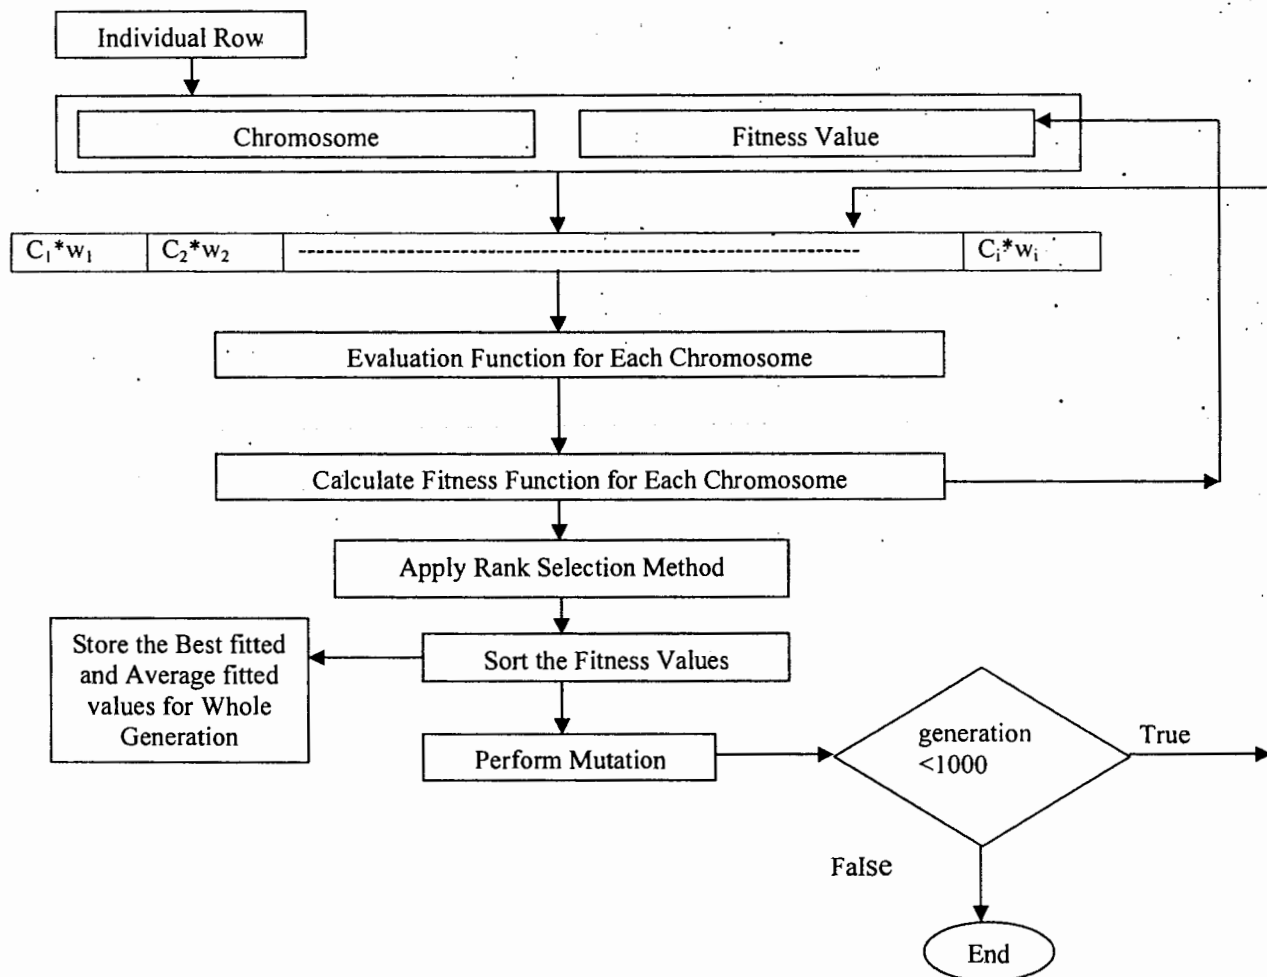 Individual Row
Chromosome
Fitness Value
C₁*w₁
C₂*w₂
Cᵢ*wᵢ
Evaluation Function for Each Chromosome
Calculate Fitness Function for Each Chromosome
Apply Rank Selection Method
Sort the Fitness Values
Store the Best fitted
and Average fitted
values for Whole
Generation
Perform Mutation
generation
<1000
True
False
End